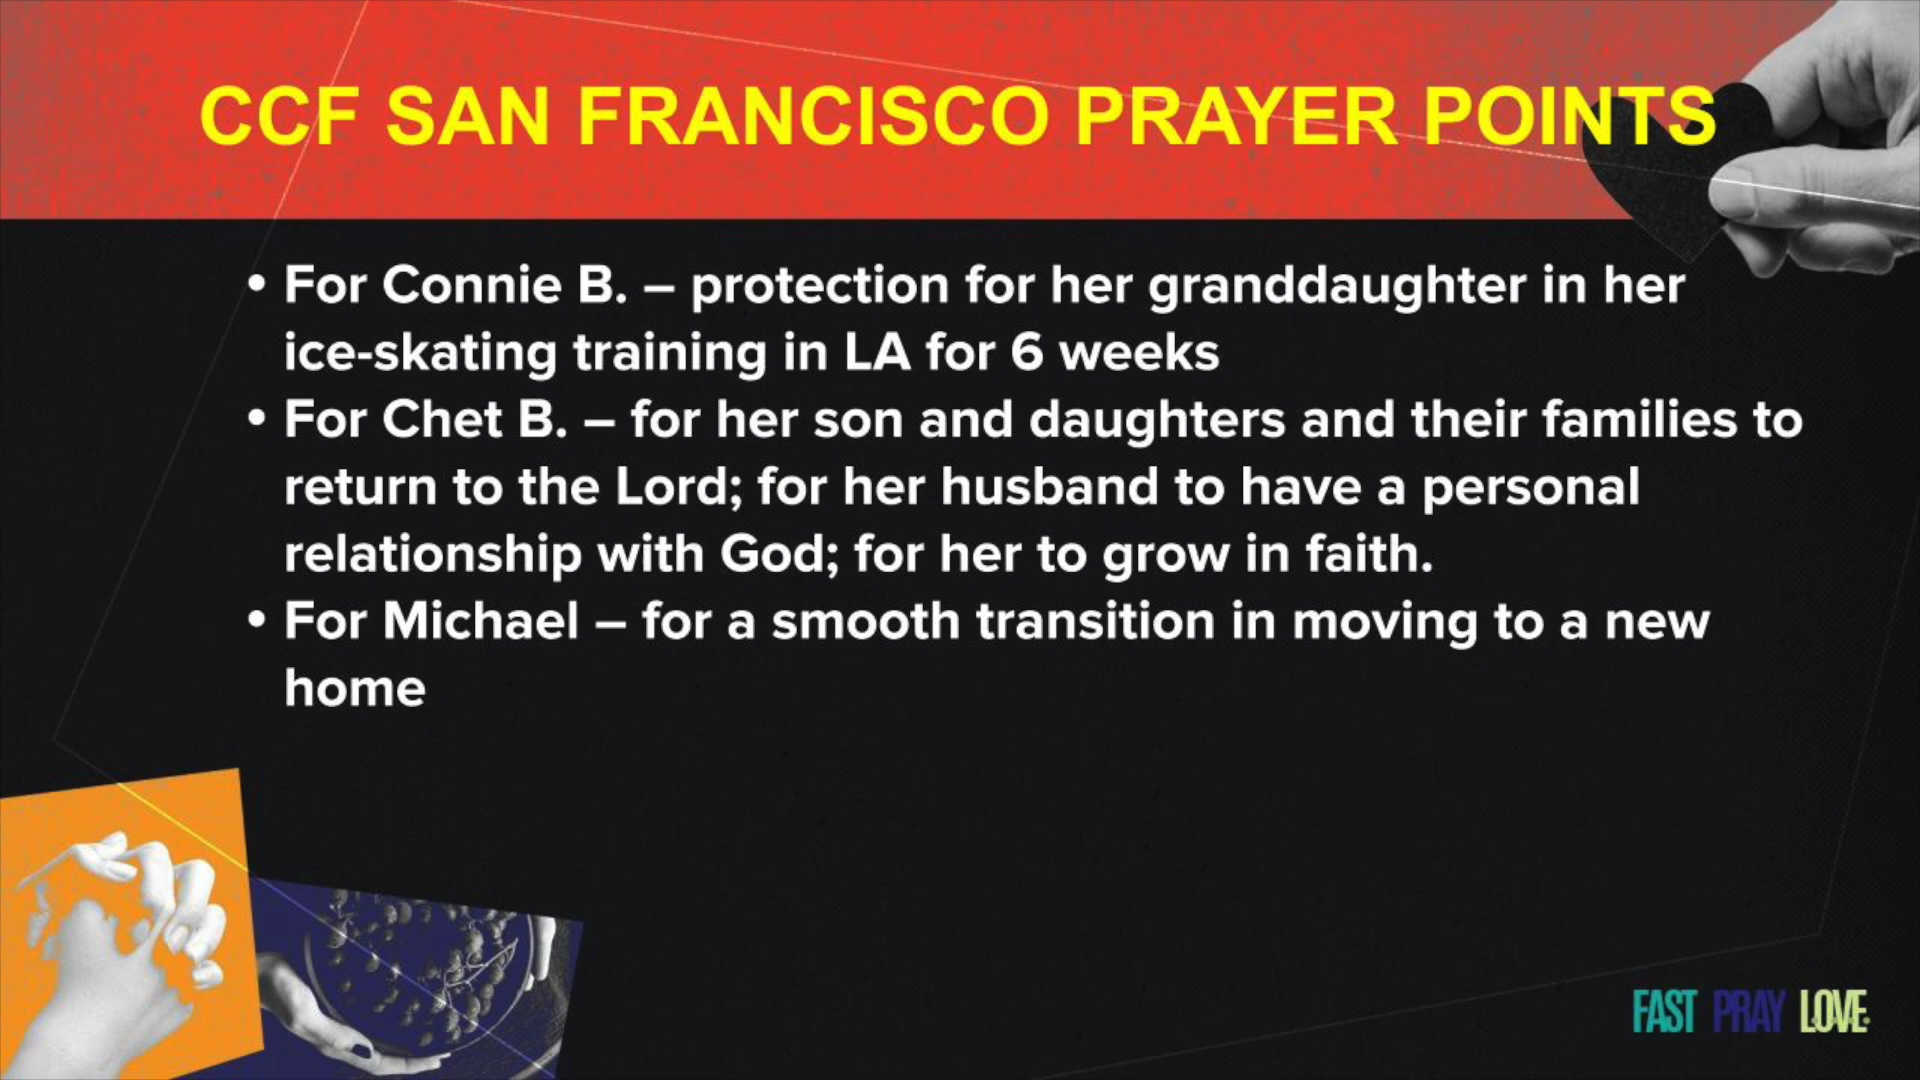 CCF SAN FRANCISCO PRAYER POINTS
• For Connie B. – protection for her granddaughter in her
ice-skating training in LA for 6 weeks
• For Chet B. – for her son and daughters and their families to
return to the Lord; for her husband to have a personal
relationship with God; for her to grow in faith.
• For Michael – for a smooth transition in moving to a new
home
FAST PRAY LOVE